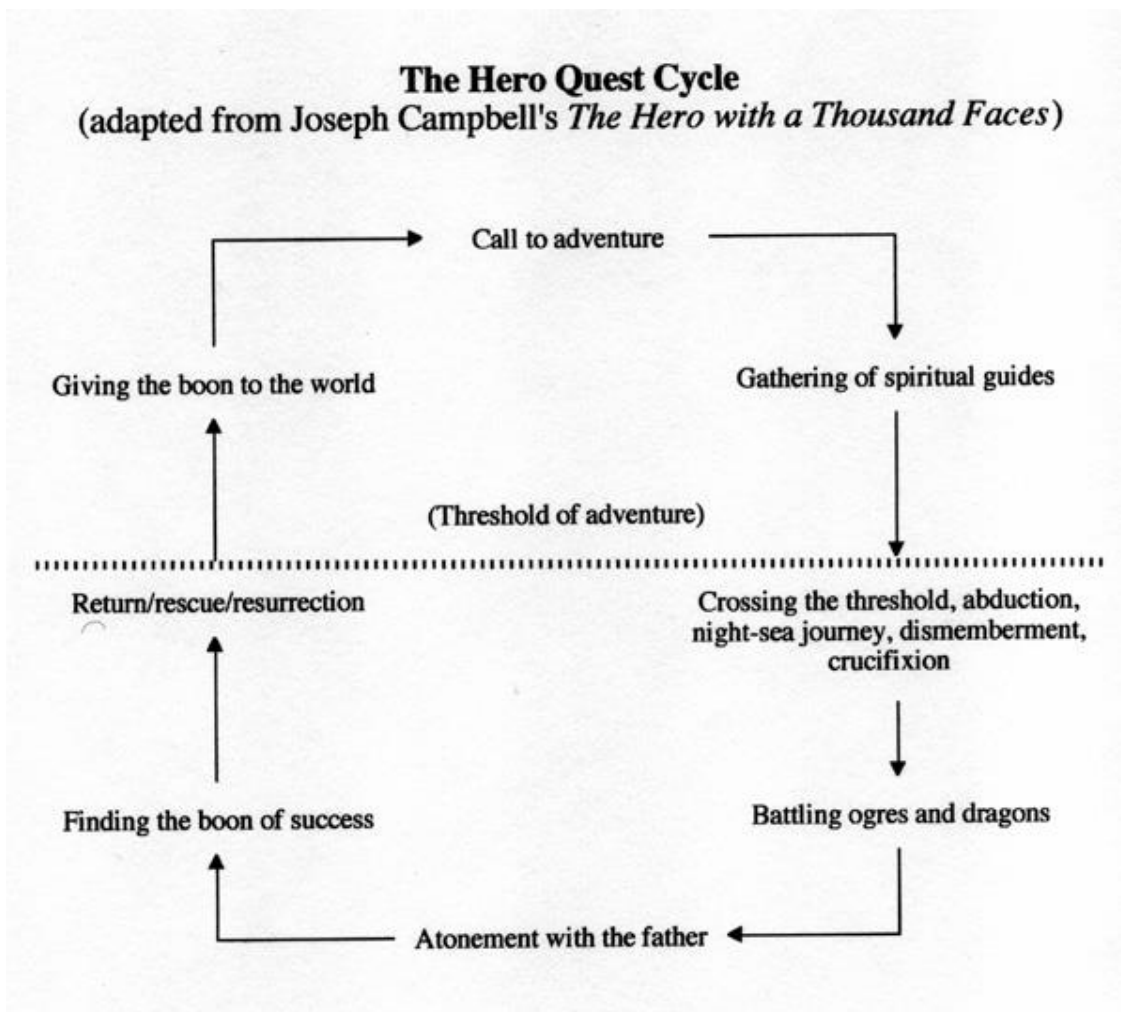 The Hero Quest Cycle
(adapted from Joseph Campbell's The Hero with a Thousand Faces)
Call to adventure
Giving the boon to the world
Gathering of spiritual guides
(Threshold of adventure)
Return/rescue/resurrection
Crossing the threshold, abduction,
night-sea journey, dismemberment,
crucifixion
Finding the boon of success
Battling ogres and dragons
Atonement with the father